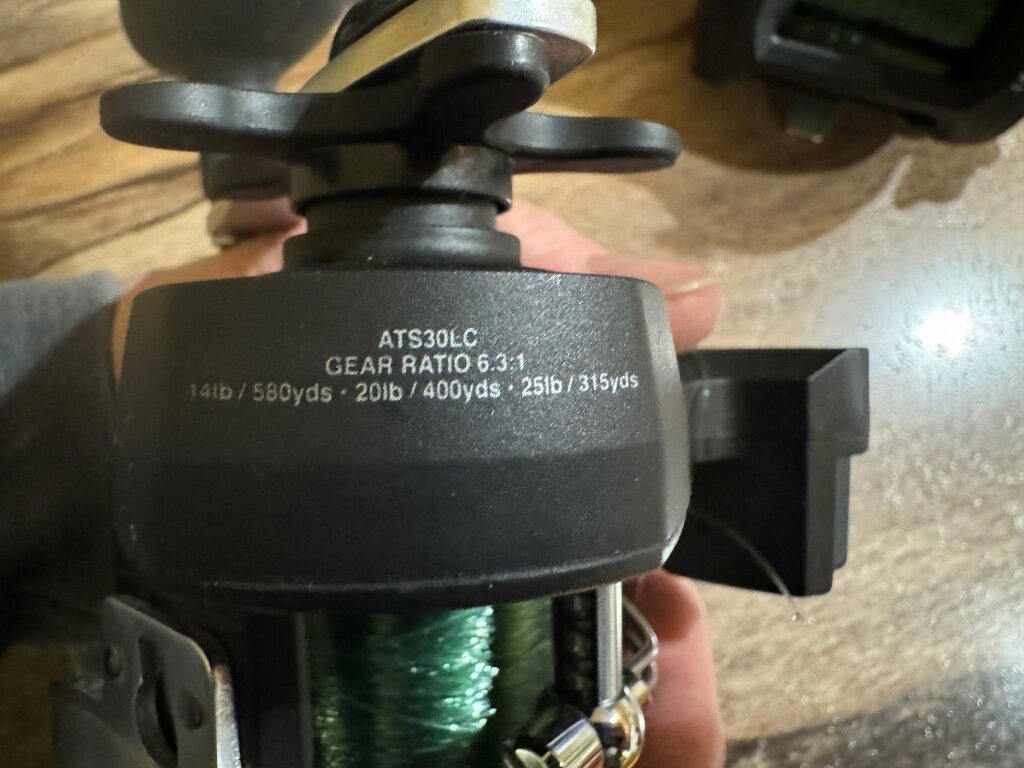 ATS30LC
GEAR RATIO 6.3:1
14lb / 580yds · 20lb / 400yds · 25lb / 315yds